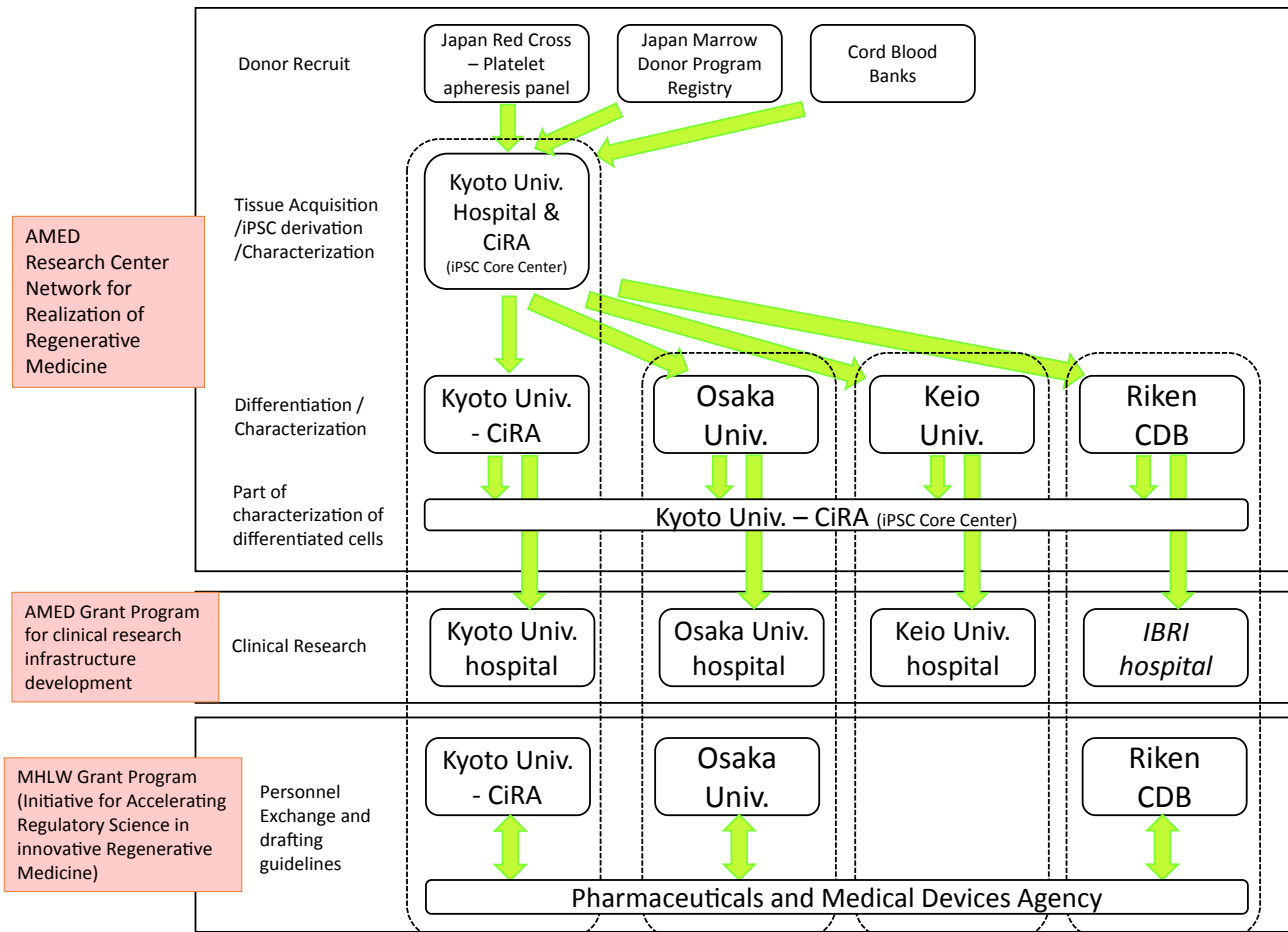 Donor Recruit
Japan Red Cross
– Platelet
apheresis panel
Japan Marrow
Donor Program
Registry
Cord Blood
Banks
AMED
Research Center
Network for
Realization of
Regenerative
Medicine
Tissue Acquisition
/iPSC derivation
/Characterization
Kyoto Univ.
Hospital &
CiRA
(iPSC Core Center)
Differentiation /
Characterization
Kyoto Univ.
- CiRA
Osaka
Univ.
Keio
Univ.
Riken
CDB
Part of
characterization of
differentiated cells
Kyoto Univ. – CiRA (iPSC Core Center)
AMED Grant Program
for clinical research
infrastructure
development
Clinical Research
Kyoto Univ.
hospital
Osaka Univ.
hospital
Keio Univ.
hospital
IBRI
hospital
MHLW Grant Program
(Initiative for Accelerating
Regulatory Science in
innovative Regenerative
Medicine)
Personnel
Exchange and
drafting
guidelines
Kyoto Univ.
- CiRA
Osaka
Univ.
Riken
CDB
Pharmaceuticals and Medical Devices Agency